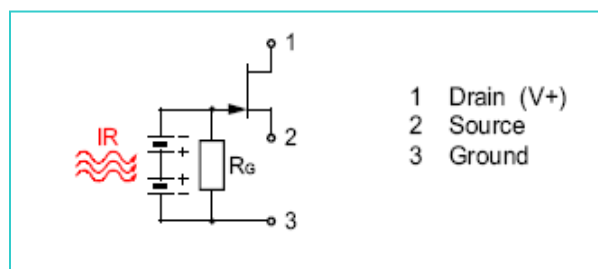 1
2
3
IR
−
+
+
−
RG
1 Drain (V+)
2 Source
3 Ground